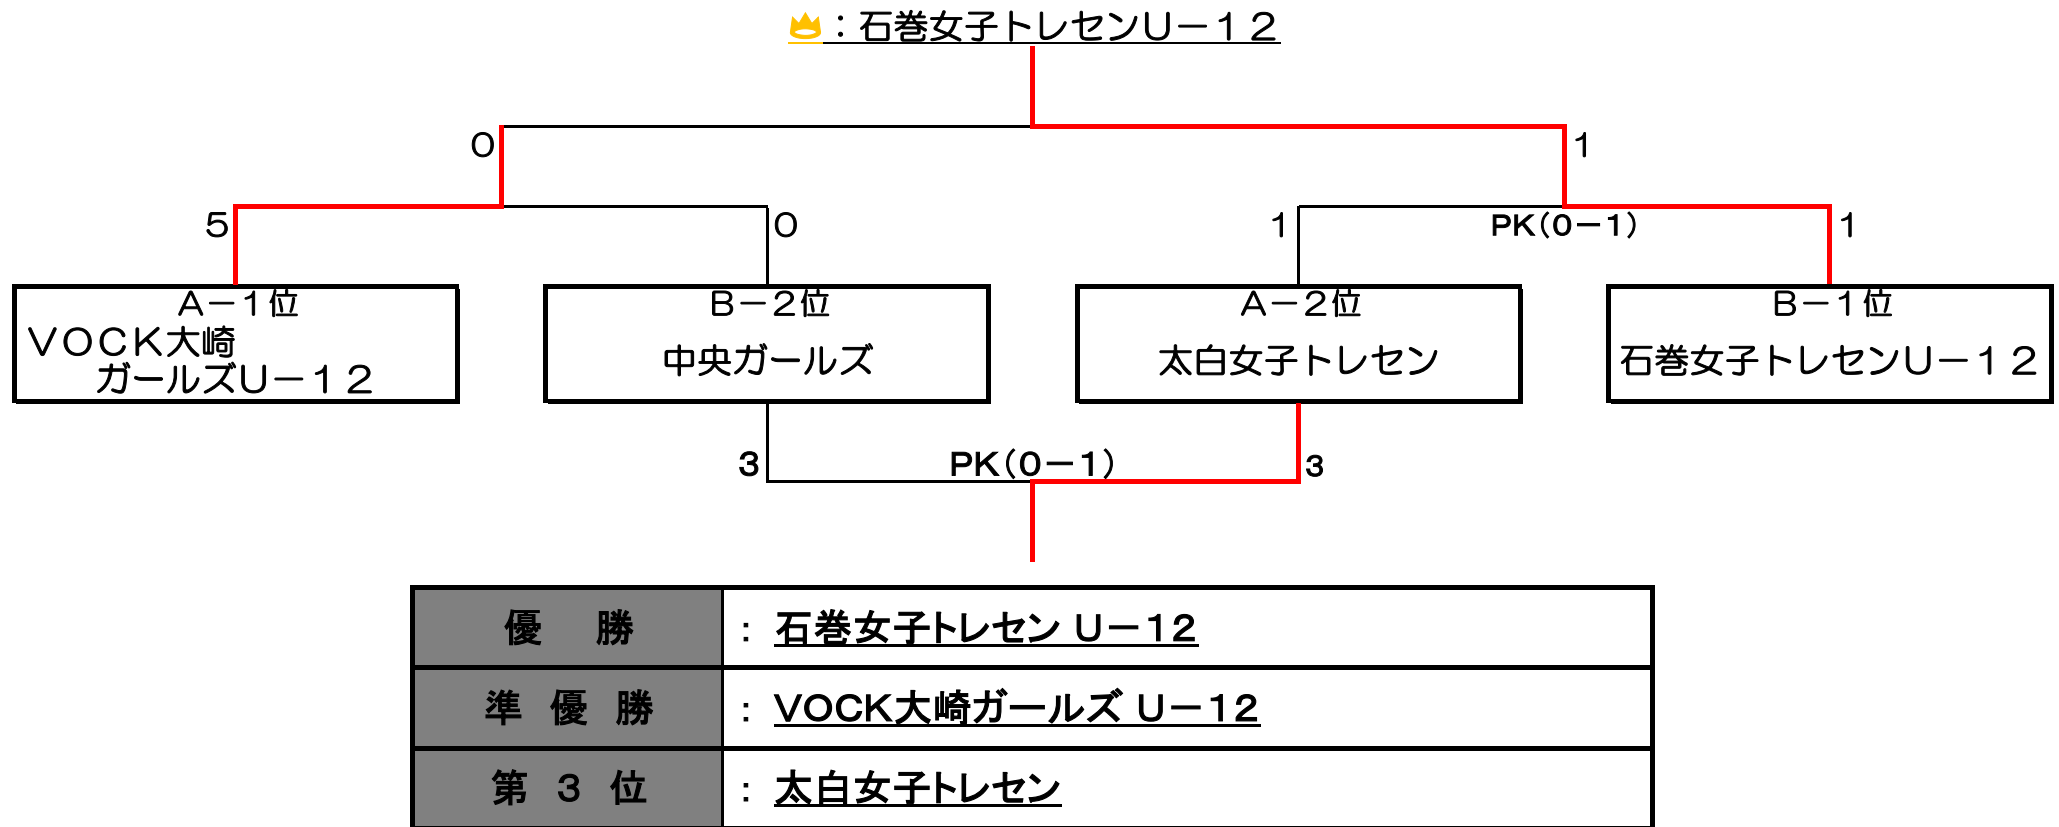 ：石巻女子トレセンＵ－１２
０
１
５
０
１
PK(0－1)
１
Ａ－１位
ＶＯＣＫ大崎
ガールズＵ－１２
Ｂ－２位
中央ガールズ
Ａ－２位
太白女子トレセン
Ｂ－１位
石巻女子トレセンＵ－１２
3
PK(0－1)
3
優　勝
： 石巻女子トレセン Ｕ－１２
準 優 勝
： ＶＯＣＫ大崎ガールズ Ｕ－１２
第 ３ 位
： 太白女子トレセン